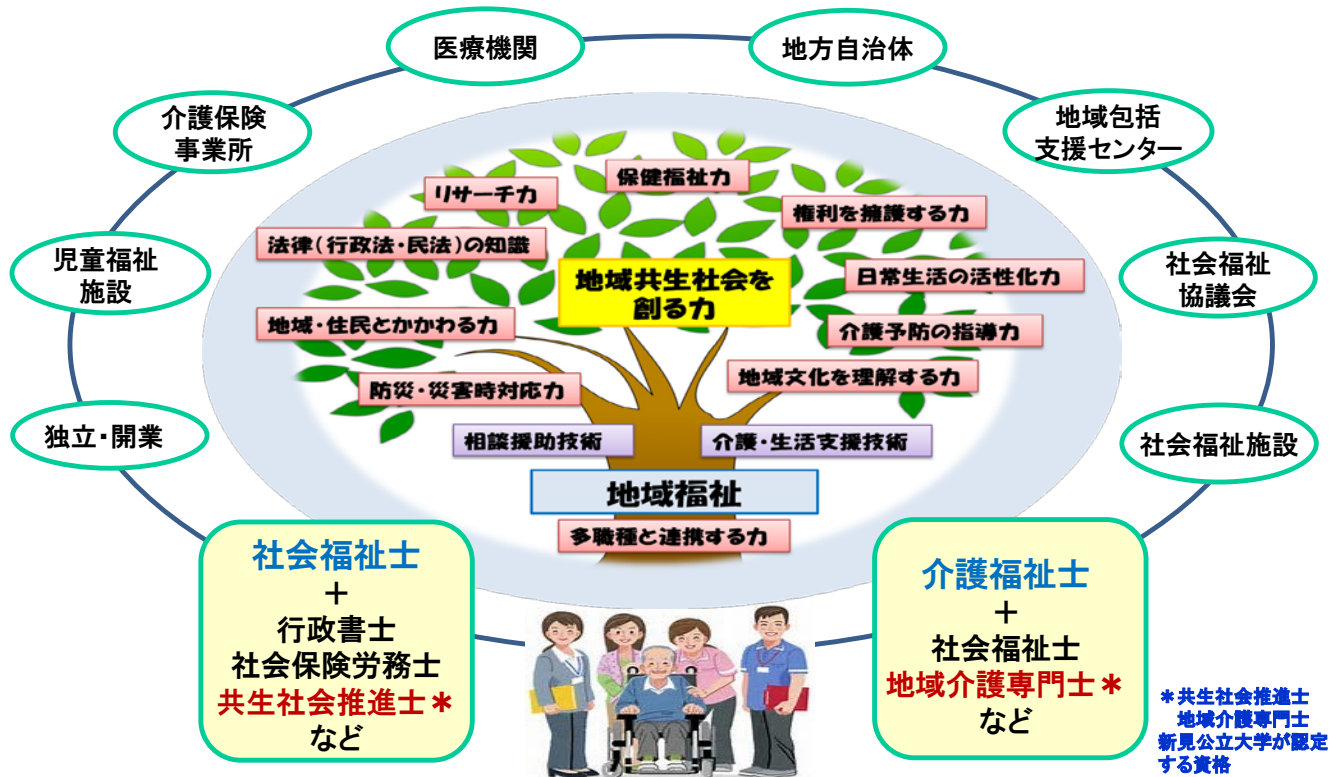 医療機関
地方自治体
介護保険
事業所
地域包括
支援センター
児童福祉
施設
社会福祉
協議会
独立・開業
社会福祉施設
保健福祉力
リサーチ力
権利を擁護する力
法律(行政法・民法)の知識
地域共生社会を
創る力
日常生活の活性化力
地域・住民とかかわる力
介護予防の指導力
防災・災害時対応力
地域文化を理解する力
相談援助技術
介護・生活支援技術
地域福祉
多職種と連携する力
社会福祉士
+
行政書士
社会保険労務士
共生社会推進士＊
など
介護福祉士
+
社会福祉士
地域介護専門士＊
など
＊共生社会推進士
地域介護専門士
新見公立大学が認定
する資格